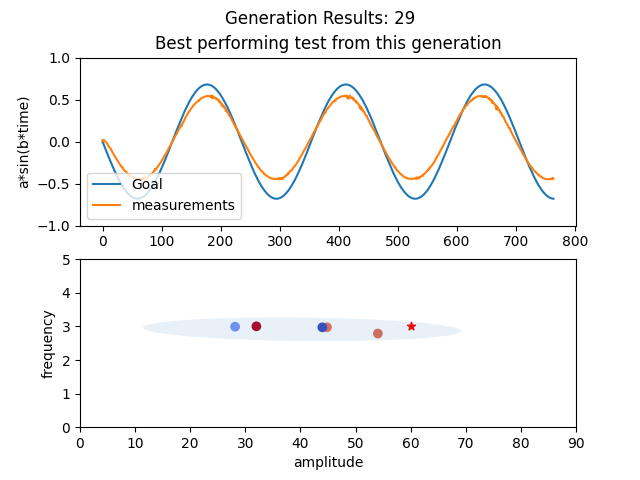 Generation Results: 29
Best performing test from this generation
1.0
0.5
0.0
−0.5
−1.0
a*sin(b*time)
Goal
measurements
0 100 200 300 400 500 600 700 800
5
4
3
2
1
0
frequency
0 10 20 30 40 50 60 70 80 90
amplitude